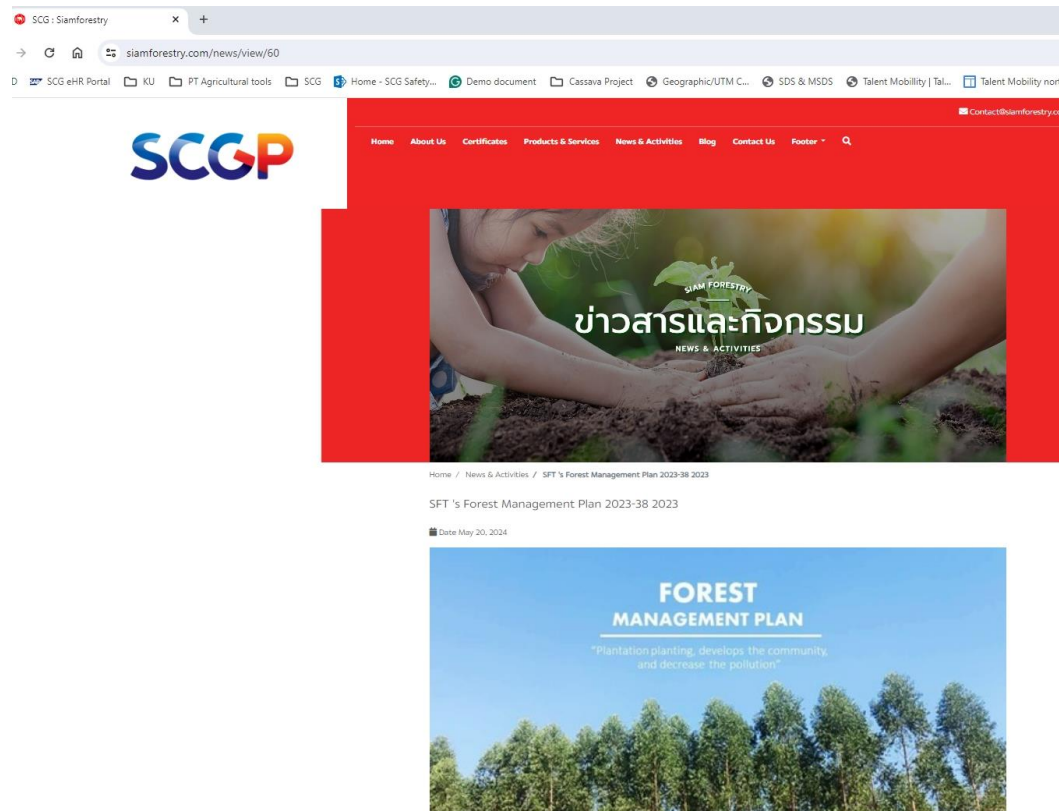 SCG : Siamforestry
siamforestry.com/news/view/60
SCG eHR Portal KU PT Agricultural tools SCG Home - SCG Safety... Demo document Cassava Project Geographic/UTM C... SDS & MSDS Talent Mobillity | Tal... Talent Mobility nor
Contact@siamforestry.co
SCGP
Home About Us Certificates Products & Services News & Activities Blog Contact Us Footer
SIAM FORESTRY
ข่าวสารและกิจกรรม
NEWS & ACTIVITIES
Home / News & Activities / SFT 's Forest Management Plan 2023-38 2023
SFT 's Forest Management Plan 2023-38 2023
Date May 20, 2024
FOREST
MANAGEMENT PLAN
"Plantation planting, develops the community,
and decrease the pollution"